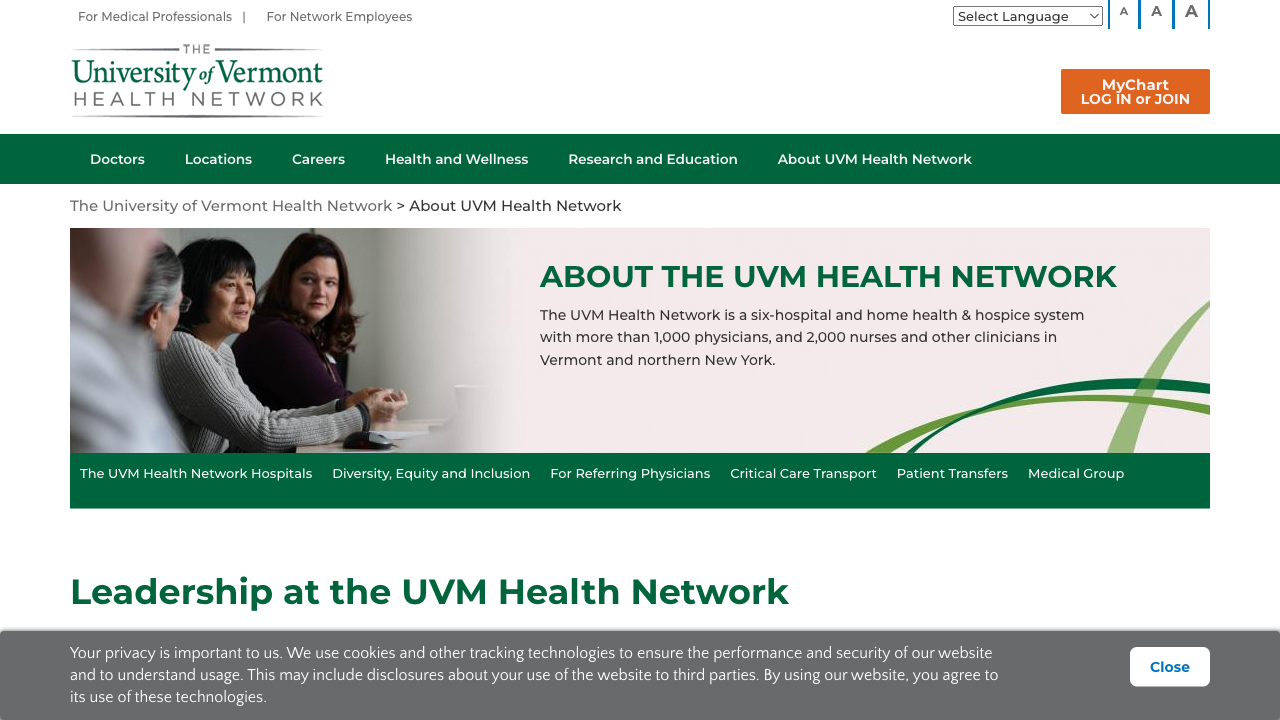 For Medical Professionals | For Network Employees
Select Language
A A A
THE
University of Vermont
HEALTH NETWORK
MyChart
LOG IN or JOIN
Doctors Locations Careers Health and Wellness Research and Education About UVM Health Network
The University of Vermont Health Network > About UVM Health Network
ABOUT THE UVM HEALTH NETWORK
The UVM Health Network is a six-hospital and home health & hospice system
with more than 1,000 physicians, and 2,000 nurses and other clinicians in
Vermont and northern New York.
The UVM Health Network Hospitals Diversity, Equity and Inclusion For Referring Physicians Critical Care Transport Patient Transfers Medical Group
Leadership at the UVM Health Network
Your privacy is important to us. We use cookies and other tracking technologies to ensure the performance and security of our website
and to understand usage. This may include disclosures about your use of the website to third parties. By using our website, you agree to
its use of these technologies.
Close